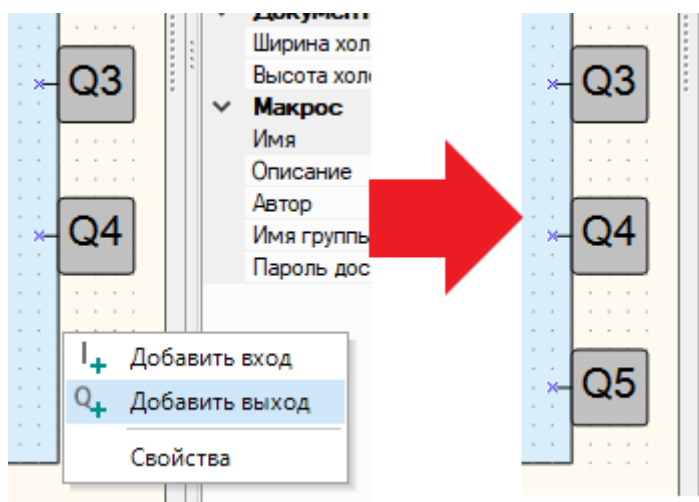 Q3
Q4
Документ
Ширина хол
Высота хол
Макрос
Имя
Описание
Автор
Имя группы
Пароль дос
Добавить вход
Добавить выход
Свойства
Q3
Q4
Q5